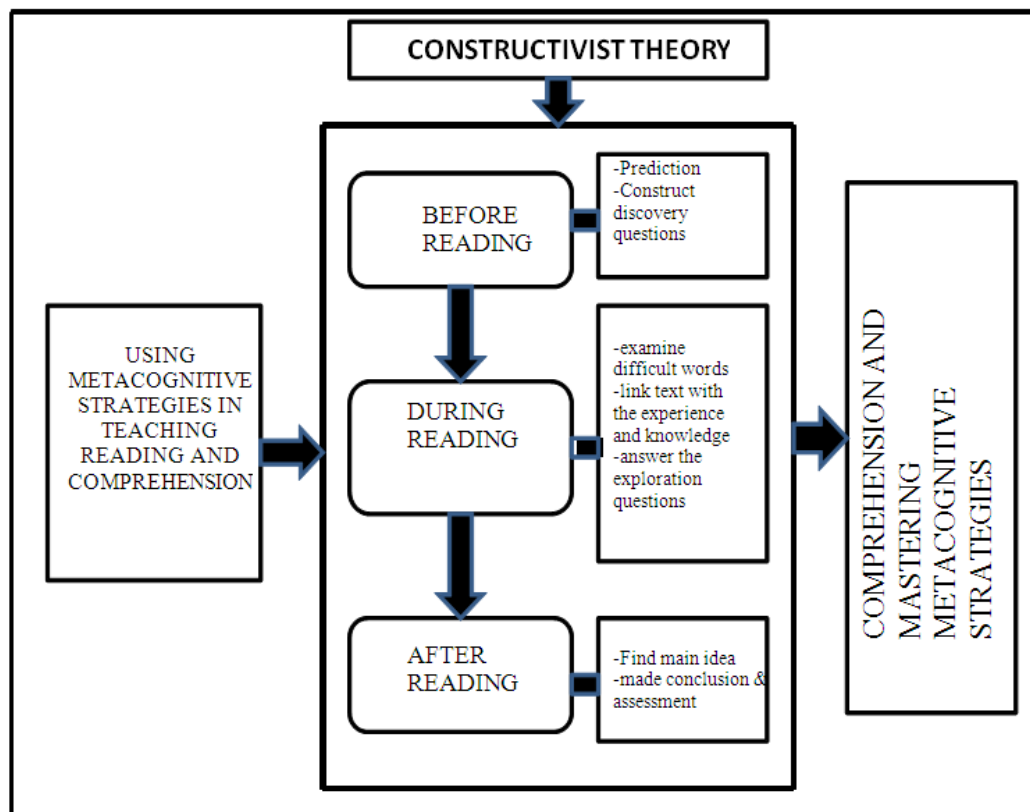 CONSTRUCTIVIST THEORY
USING
METACOGNITIVE
STRATEGIES IN
TEACHING
READING AND
COMPREHENSION
BEFORE
READING
-Prediction
-Construct
discovery
questions
DURING
READING
-examine
difficult words
-link text with
the experience
and knowledge
-answer the
exploration
questions
AFTER
READING
-Find main idea
-made conclusion &
assessment
COMPREHENSION AND
MASTERING
METACOGNITIVE
STRATEGIES